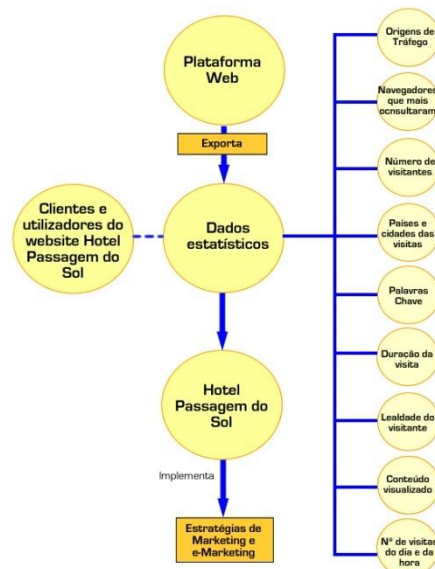 Plataforma
Web
Exporta
Clientes e
utilizadores do
website Hotel
Passagem do
Sol
Dados
estatísticos
Hotel
Passagem do
Sol
Implementa
Estratégias de
Marketing e
e-Marketing
Origens de
Tráfego
Navegadores
que mais
ocnsultaram
Número de
visitantes
Países e
cidades das
visitas
Palavras
Chave
Duração da
visita
Lealdade do
visitante
Conteúdo
visualizado
Nº de visitas
do dia e da
hora